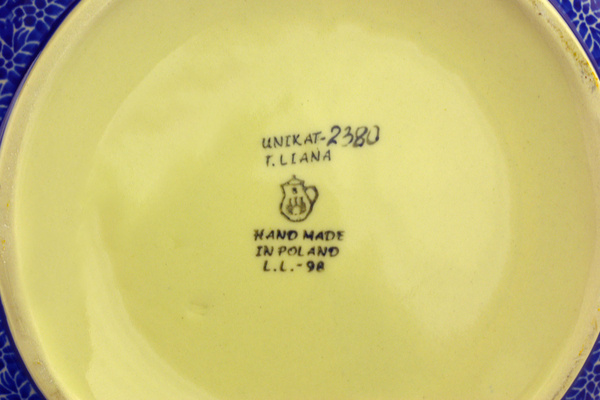 UNIKAT-2380
T. LIANA
HAND MADE
IN POLAND
L.L.-98